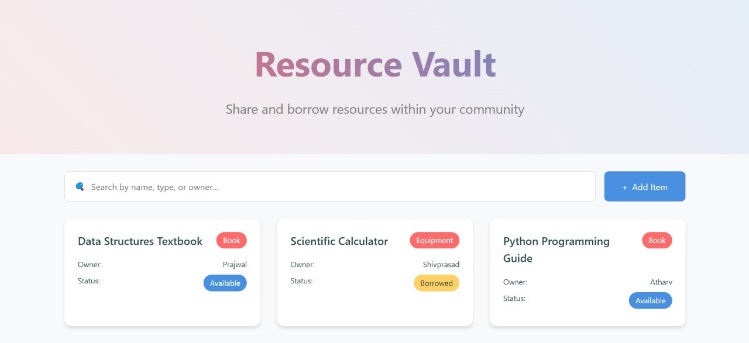 Resource Vault
Share and borrow resources within your community
Search by name, type, or owner...
+ Add Item
Data Structures Textbook
Book
Owner:
Prajwal
Status:
Available
Scientific Calculator
Equipment
Owner:
Shivprasad
Status:
Borrowed
Python Programming
Guide
Book
Owner:
Atharv
Status:
Available